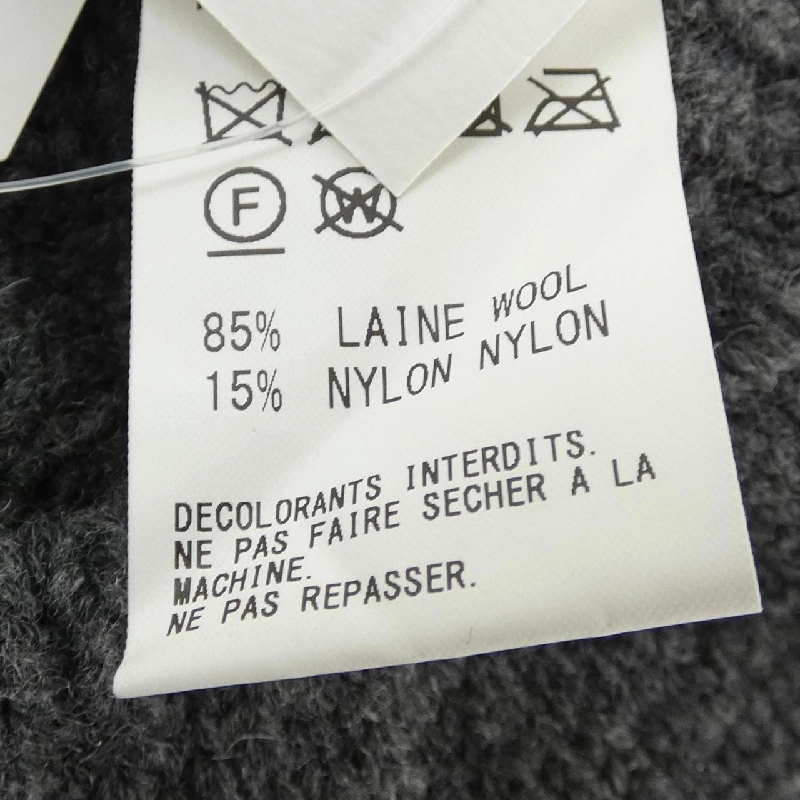 F W
85% LAINE WOOL
15% NYLON NYLON
DECOLORANTS INTERDITS.
NE PAS FAIRE SECHER A LA
MACHINE.
NE PAS REPASSER.